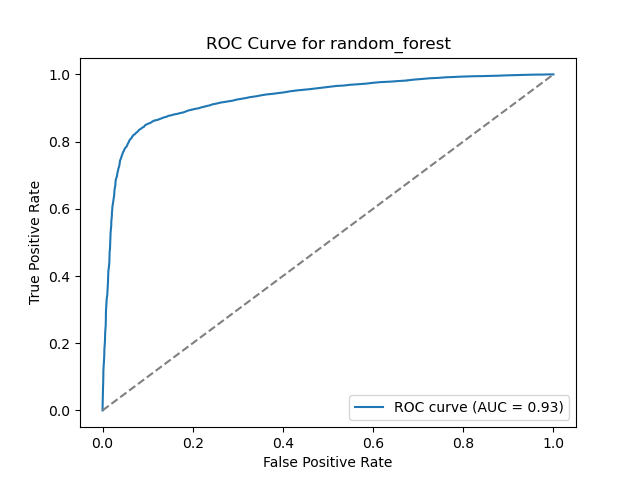 ROC Curve for random_forest
True Positive Rate
1.0
0.8
0.6
0.4
0.2
0.0
ROC curve (AUC = 0.93)
0.0 0.2 0.4 0.6 0.8 1.0
False Positive Rate